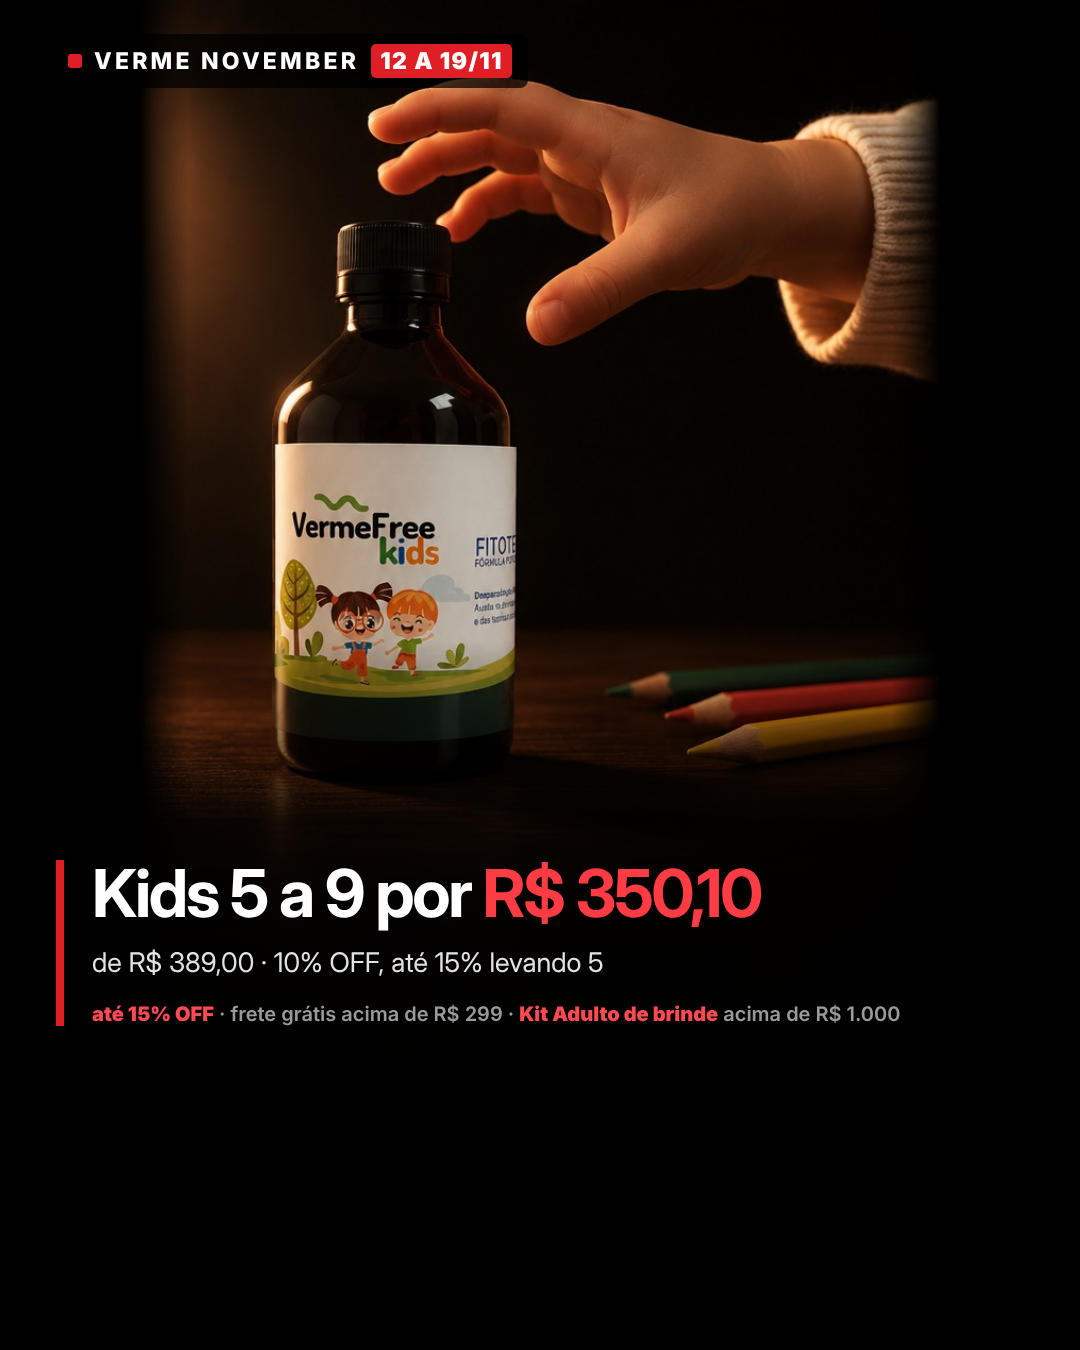 VERME NOVEMBER 12 A 19/11
VermeFree
kids
FITOTE
Kids 5 a 9 por R$ 350,10
de R$ 389,00 · 10% OFF, até 15% levando 5
até 15% OFF · frete grátis acima de R$ 299 · Kit Adulto de brinde acima de R$ 1.000